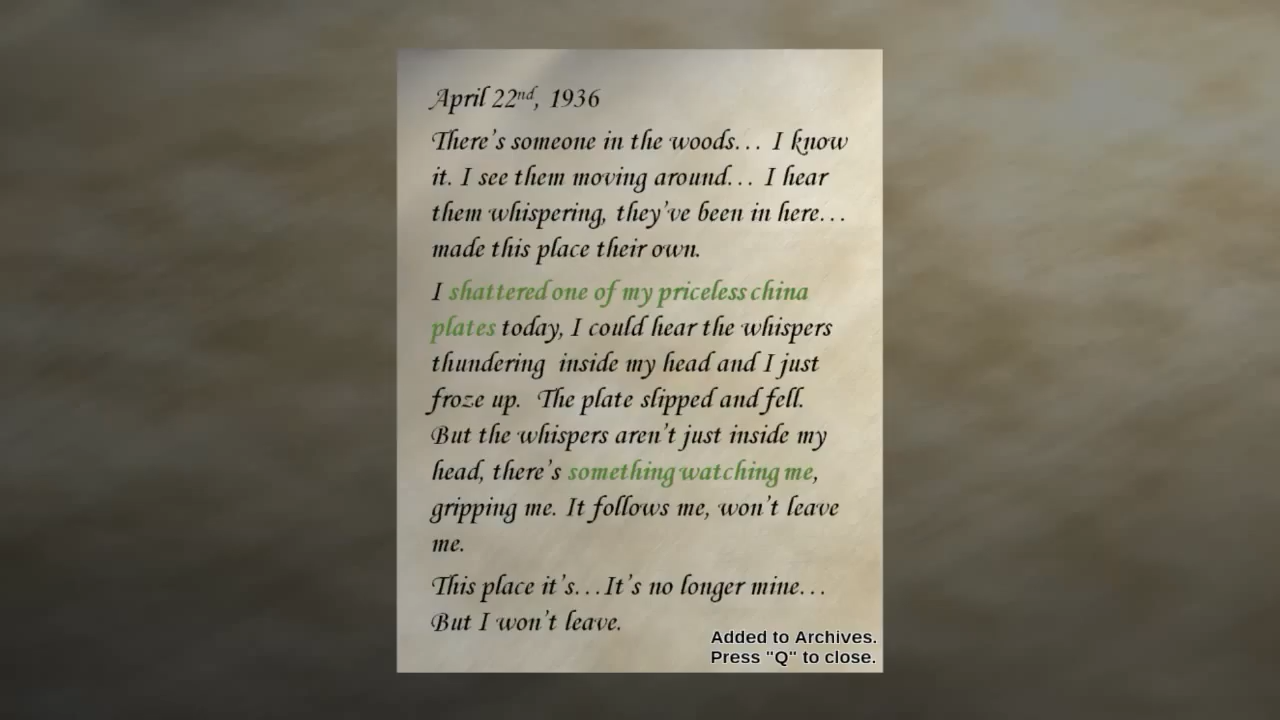 April 22nd, 1936
There's someone in the woods... I know
it. I see them moving around... I hear
them whispering, they've been in here...
made this place their own.
I shattered one of my priceless china
plates today, I could hear the whispers
thundering  inside my head and I just
froze up.  The plate slipped and fell.
But the whispers aren't just inside my
head, there's something watching me,
gripping me. It follows me, won't leave
me.
This place it's...It's no longer mine...
But I won't leave.
Added to Archives.
Press "Q" to close.